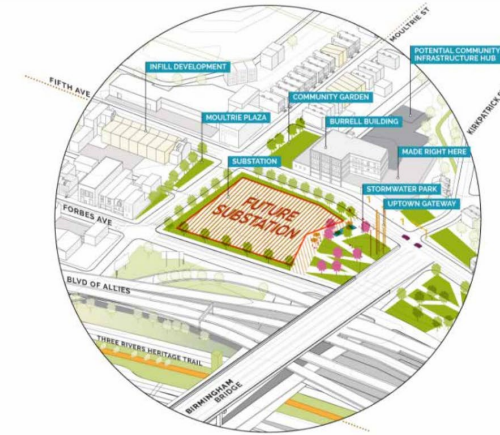 MOULTRIE ST
POTENTIAL COMMUNITY
INFRASTRUCTURE HUB
INFILL DEVELOPMENT
FIFTH AVE
COMMUNITY GARDEN
MOULTRIE PLAZA
BURRELL BUILDING
MADE RIGHT HERE
SUBSTATION
STORMWATER PARK
UPTOWN GATEWAY
FUTURE
SUBSTATION
FORBES AVE
BLVD OF ALLIES
THREE RIVERS HERITAGE TRAIL
BIRMINGHAM
BRIDGE